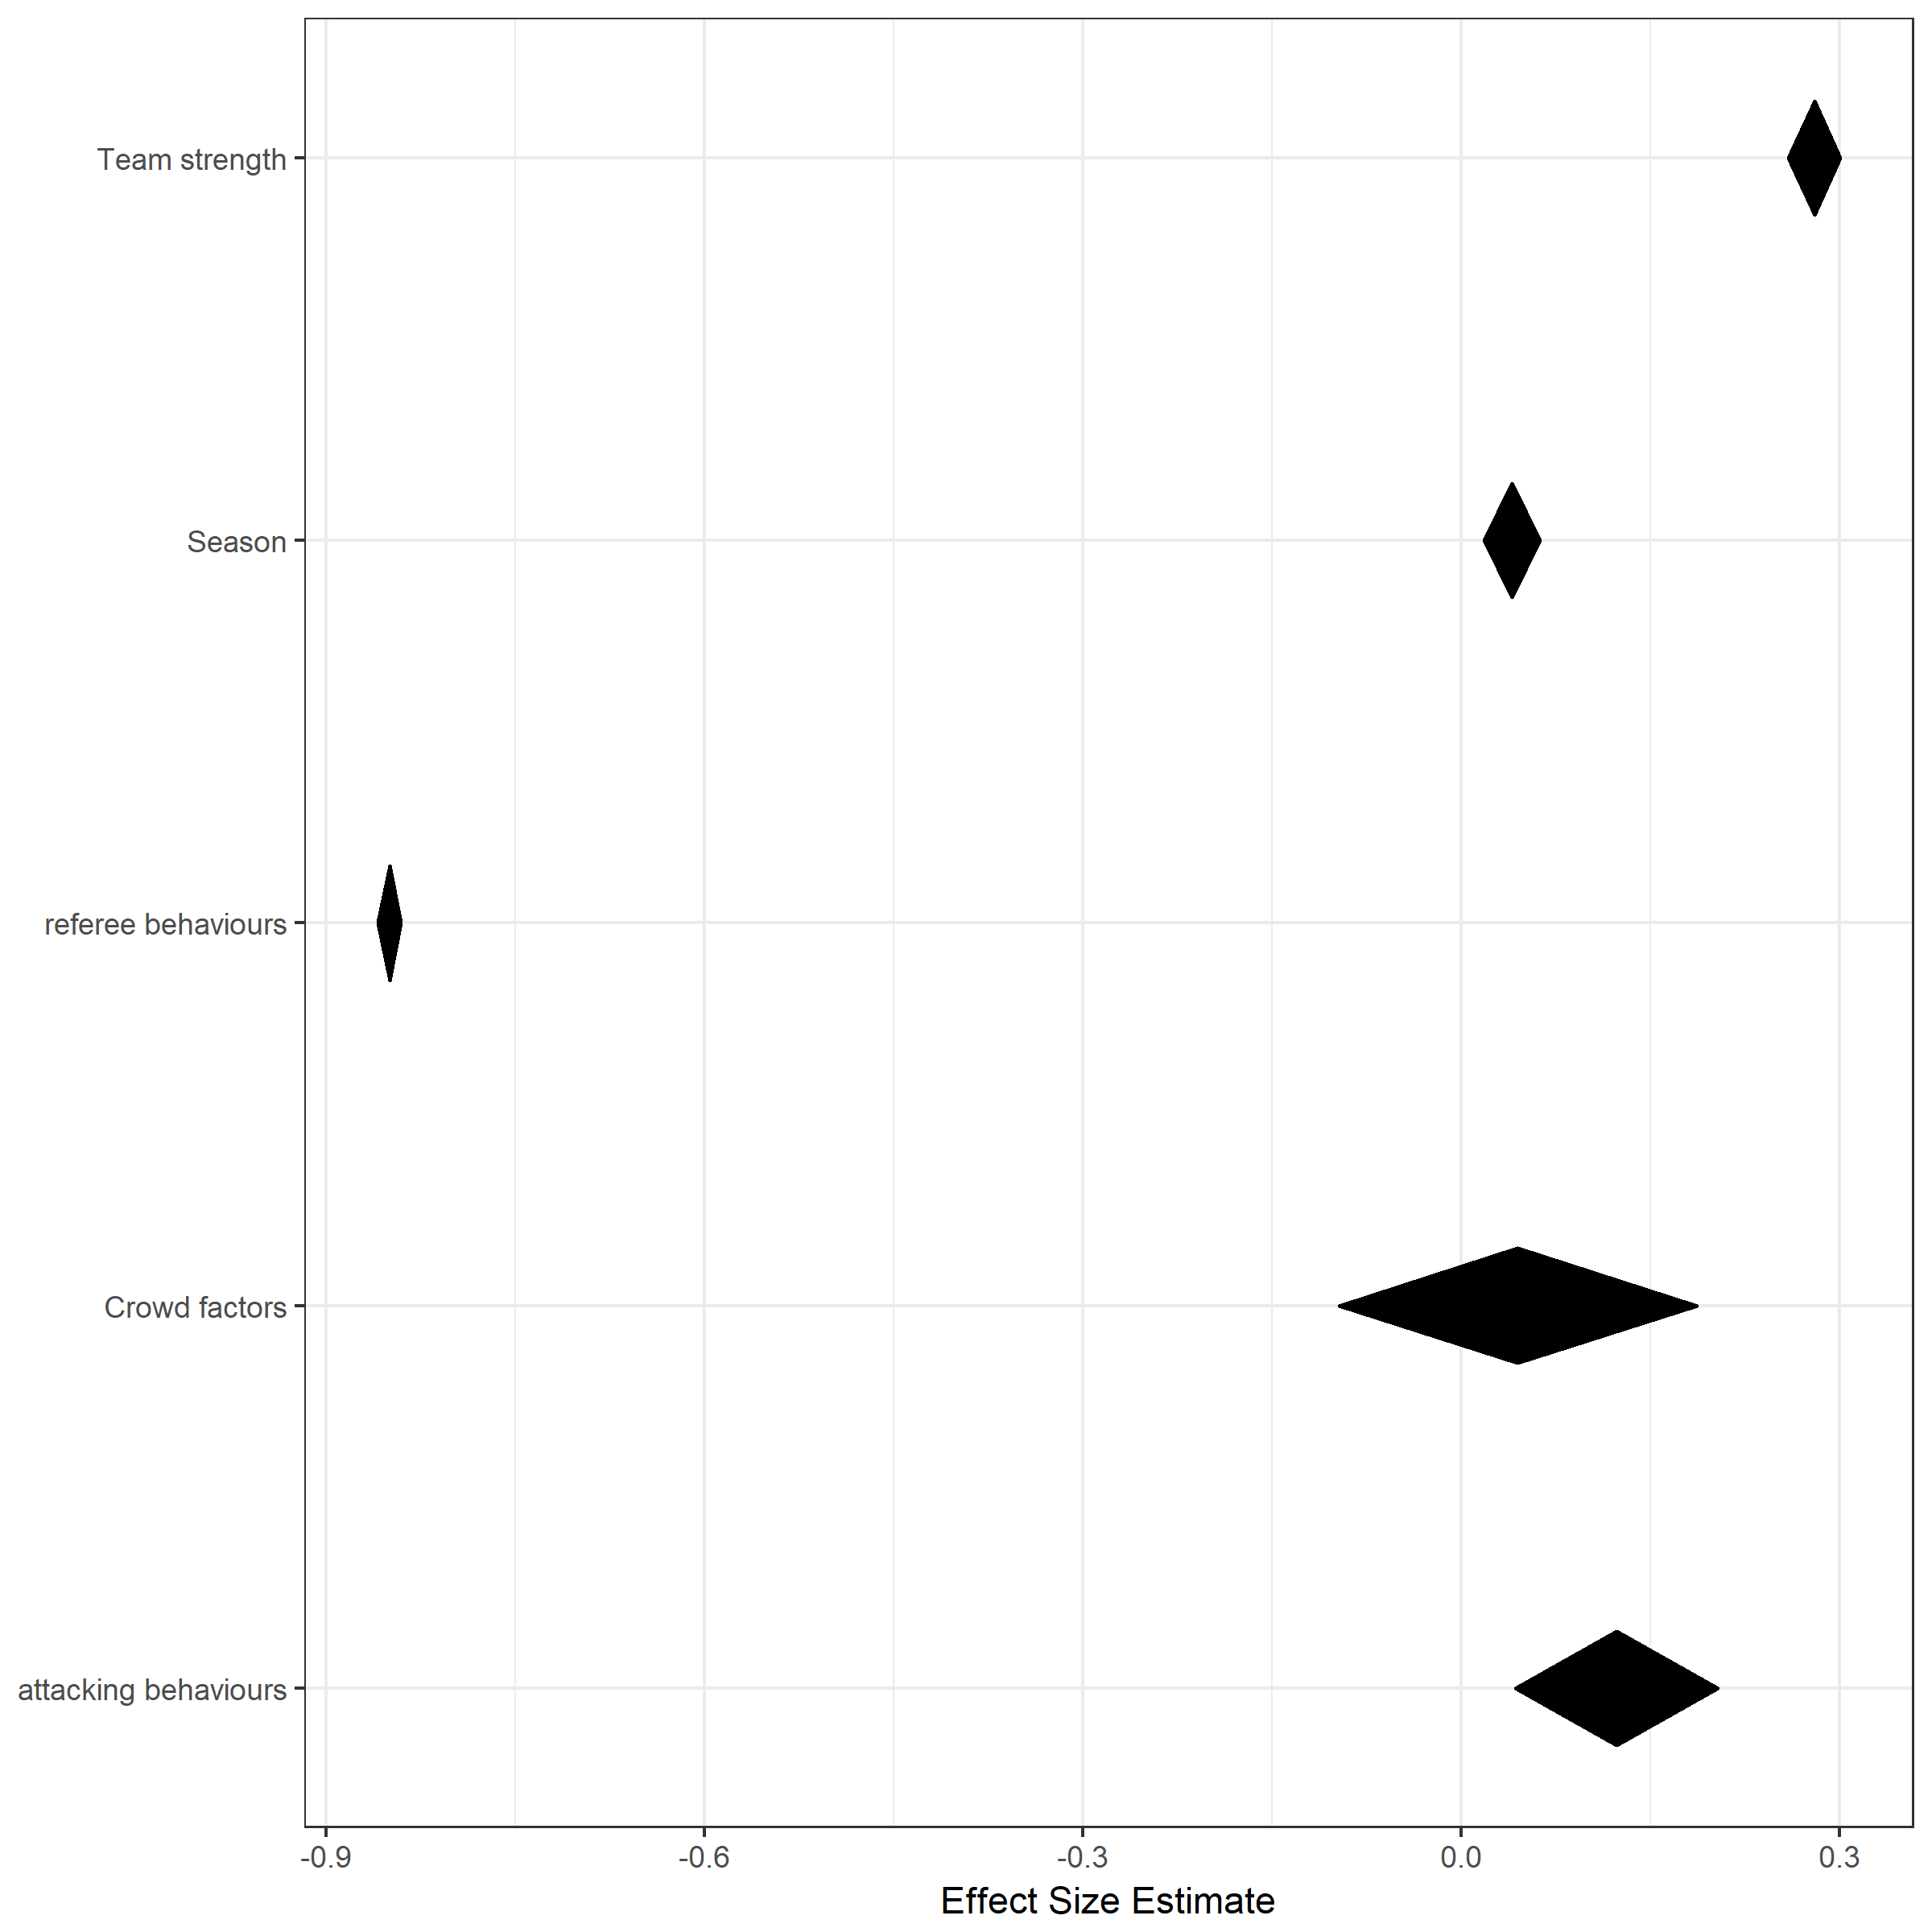 Team strength
Season
referee behaviours
Crowd factors
attacking behaviours
-0.9 -0.6 -0.3 0.0 0.3
Effect Size Estimate